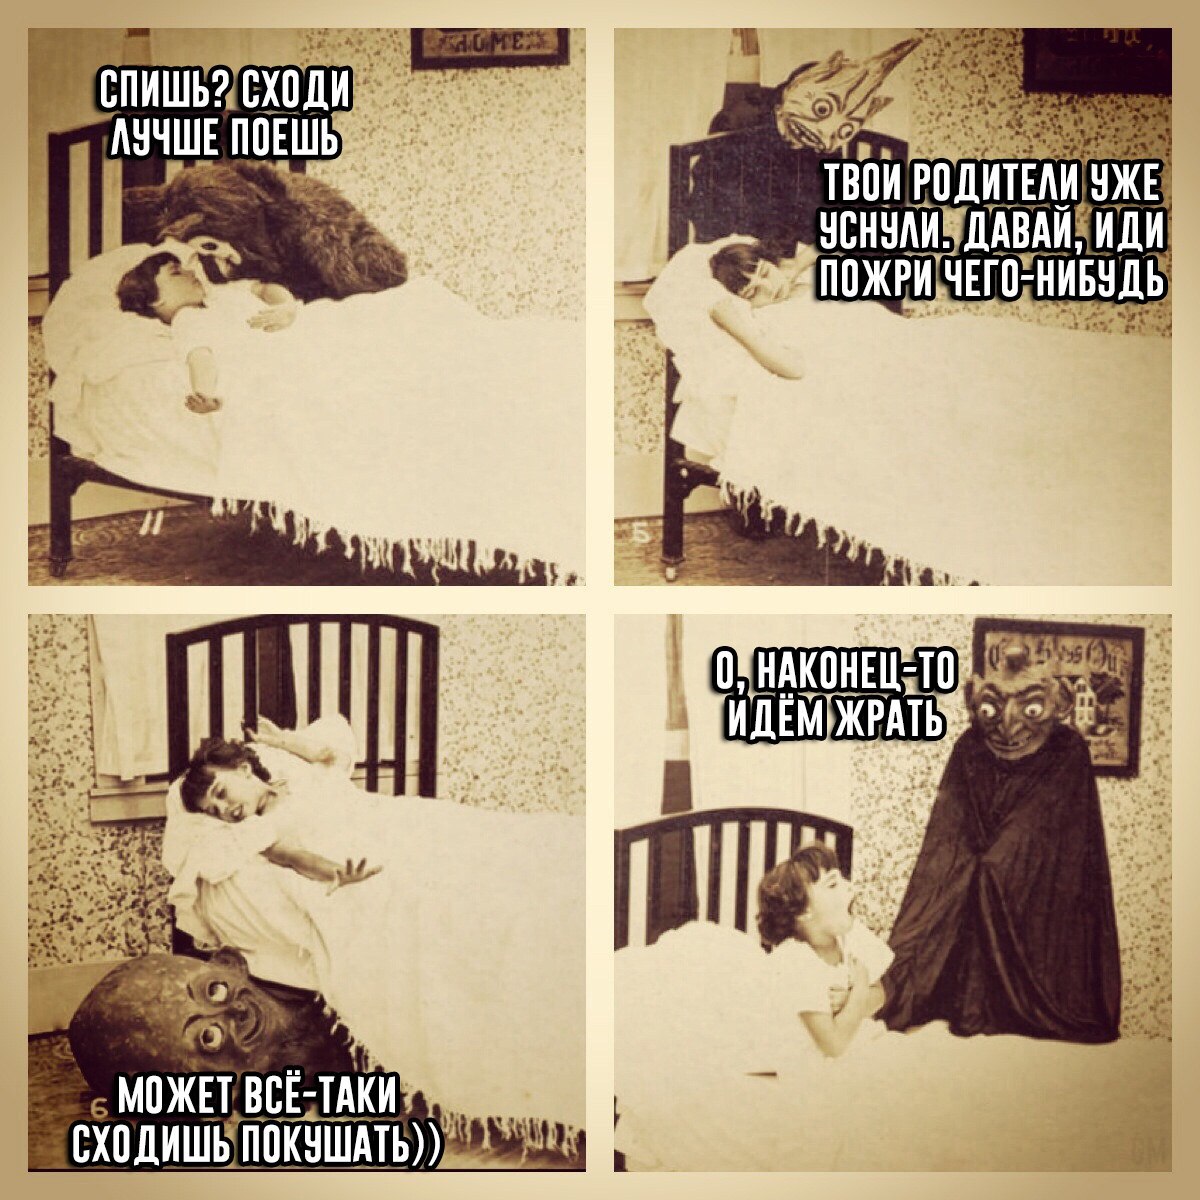 HOME
СПИШЬ? СХОДИ
ЛУЧШЕ ПОЕШЬ
11
ТВОИ РОДИТЕЛИ УЖЕ
УСНУЛИ. ДАВАЙ, ИДИ
ПОЖРИ ЧЕГО-НИБУДЬ
5
6 МОЖЕТ ВСЁ-ТАКИ
СХОДИШЬ ПОКУШАТЬ))
О, НАКОНЕЦ-ТО
ИДЁМ ЖРАТЬ